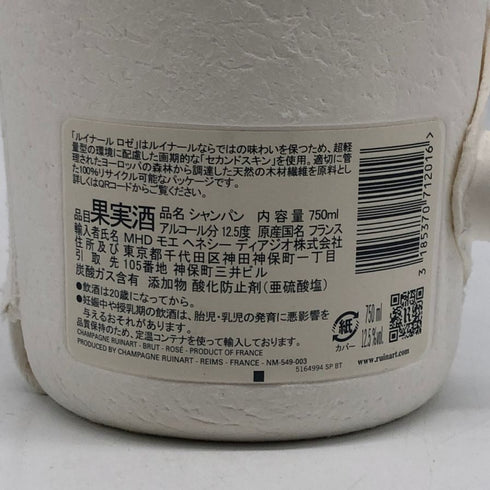 「ルイナール ロゼ」はルイナールならではの味わいを保つため、超軽
量型の環境に配慮した画期的な「セカンドスキン」を使用。適切に管
理されたヨーロッパの森林から調達した天然の木材繊維を原料とし
た100%リサイクル可能なパッケージです。
詳しくはQRコードからご覧ください。
品目 果実酒 品名 シャンパン 内容量 750ml
アルコール分 12.5度 原産国名 フランス
輸入者氏名 MHD モエ ヘネシー ディアジオ株式会社
住所及び 東京都千代田区神田神保町一丁目
引取先 105番地 神保町三井ビル
炭酸ガス含有 添加物 酸化防止剤(亜硫酸塩)
●飲酒は20歳になってから。
●妊娠中や授乳期の飲酒は、胎児・乳児の発育に悪影響を
与えるおそれがあります。
品質保持のため、定温コンテナを使って輸入しております。
CHAMPAGNE RUINART - BRUT - ROSÉ - PRODUCT OF FRANCE
PRODUCED BY CHAMPAGNE RUINART - REIMS - FRANCE - NM-549-003
5164994 SP BT
3 185370 712016 >
紙
カバー
750 ml
12.5% vol.
www.ruinart.com